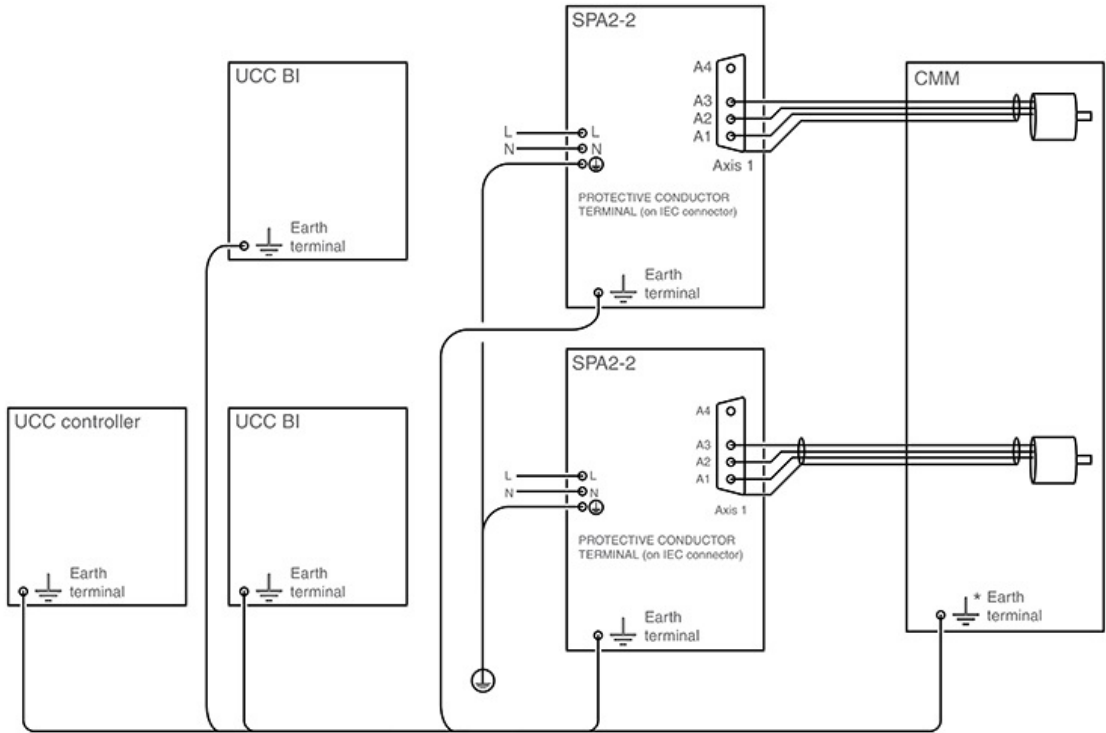 UCC BI
Earth
terminal
SPA2-2
A4
A3
A2
A1
Axis 1
L
N
L
N
PROTECTIVE CONDUCTOR
TERMINAL (on IEC connector)
Earth
terminal
CMM
UCC controller
Earth
terminal
UCC BI
Earth
terminal
SPA2-2
A4
A3
A2
A1
Axis 1
L
N
L
N
PROTECTIVE CONDUCTOR
TERMINAL (on IEC connector)
Earth
terminal
* Earth
terminal